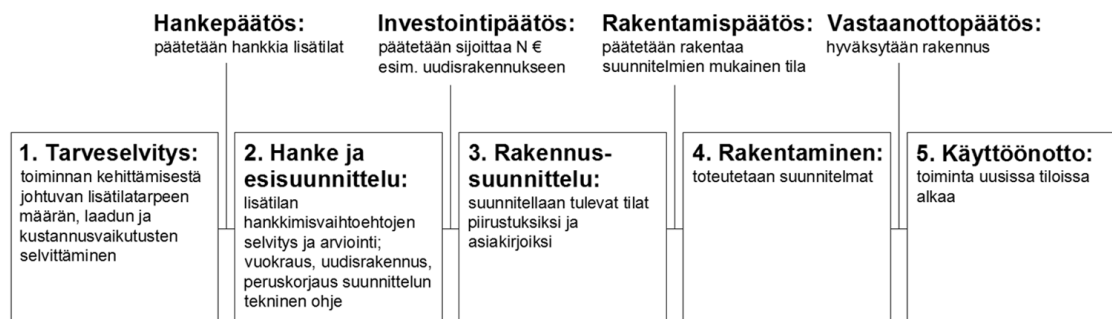 Hankepäätös:
päätetään hankkia lisätilat
Investointipäätös:
päätetään sijoittaa N €
esim. uudisrakennukseen
Rakentamispäätös:
päätetään rakentaa
suunnitelmien mukainen tila
Vastaanottopäätös:
hyväksytään rakennus
1. Tarveselvitys:
toiminnan kehittämisestä
johtuvan lisätilatarpeen
määrän, laadun ja
kustannusvaikutusten
selvittäminen
2. Hanke ja
esisuunnittelu:
lisätilan
hankkimisvaihtoehtojen
selvitys ja arviointi;
vuokraus, uudisrakennus,
peruskorjaus suunnittelun
tekninen ohje
3. Rakennus-
suunnittelu:
suunnitellaan tulevat tilat
piirustuksiksi ja
asiakirjoiksi
4. Rakentaminen:
toteutetaan suunnitelmat
5. Käyttöönotto:
toiminta uusissa tiloissa
alkaa